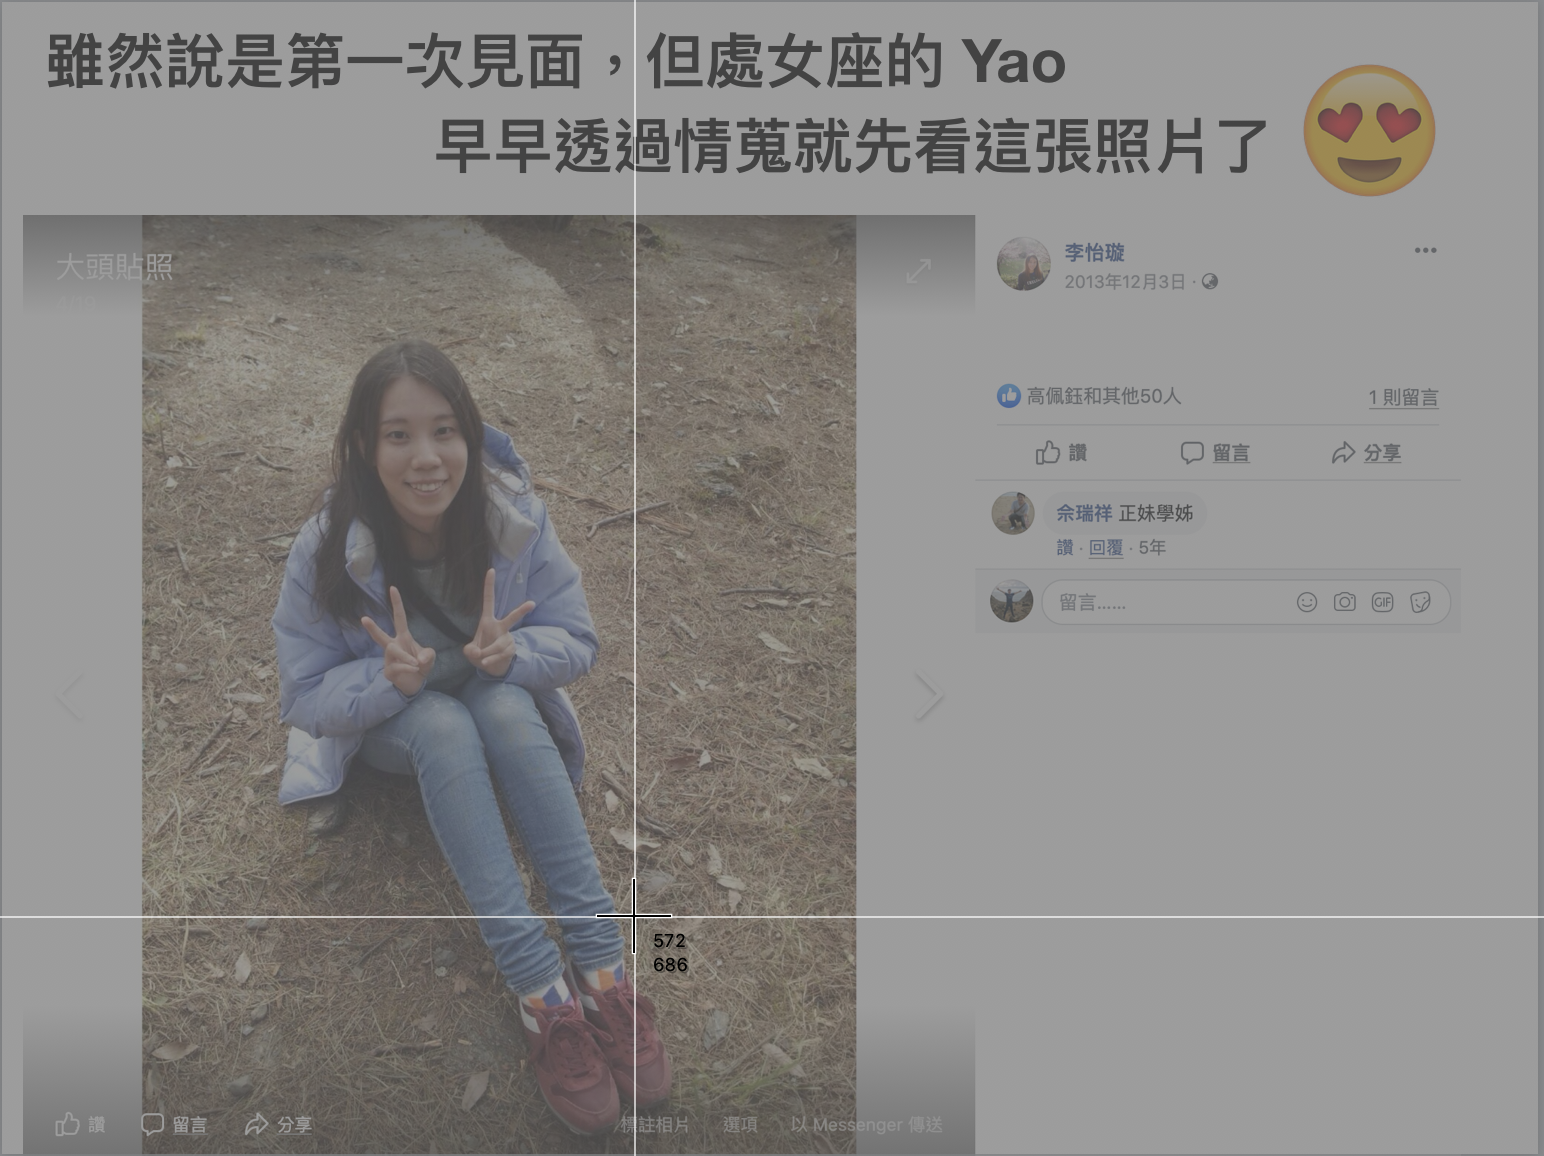 雖然說是第一次見面，但處女座的 Yao
早早透過情蒐就先看這張照片了
大頭貼照
李怡璇
2013年12月3日
高佩鈺和其他50人
1 則留言
讚 留言 分享
佘瑞祥 正妹學姊
讚 · 回覆 · 5年
留言......
GIF
572
686
讚 留言 分享 標註相片 選項 以 Messenger 傳送